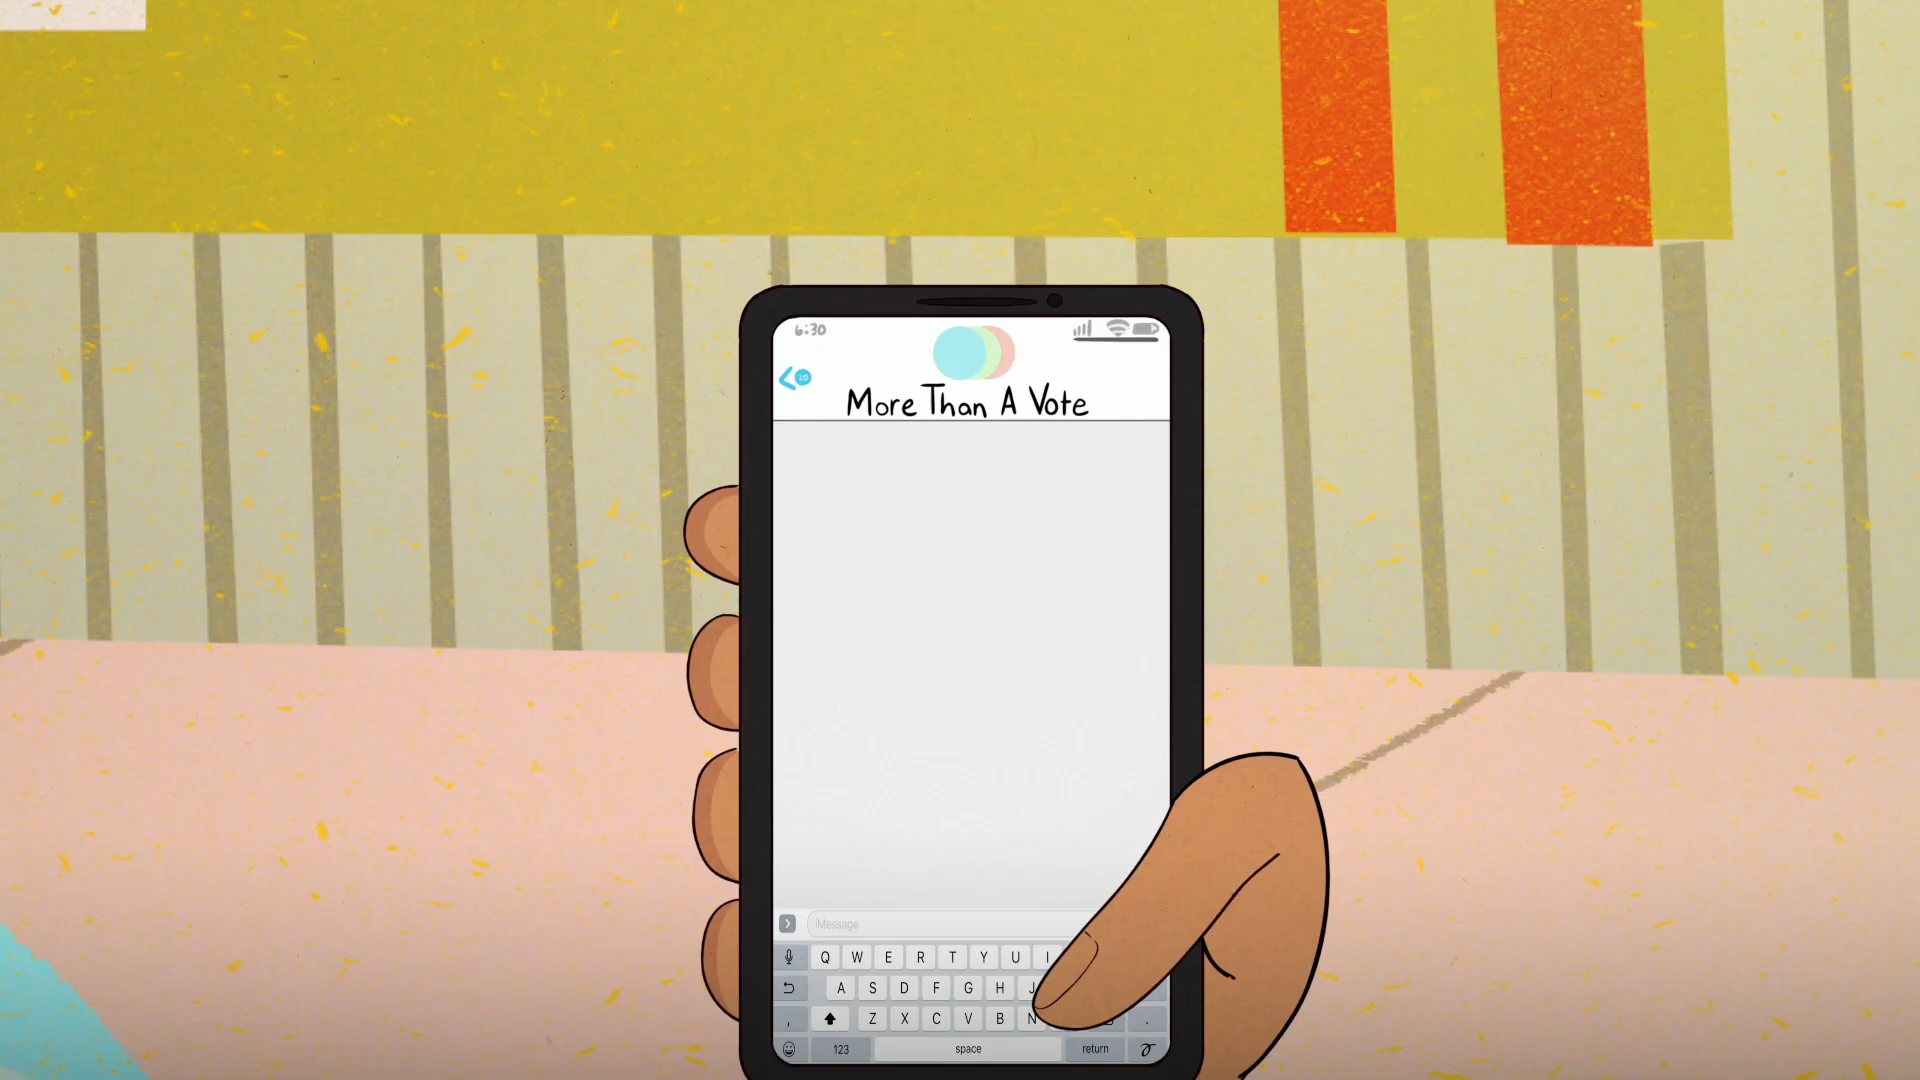 6:30
More Than A Vote
iMessage
Q W E R T Y U I
A S D F G H J
Z X C V B N
, .
123 space return